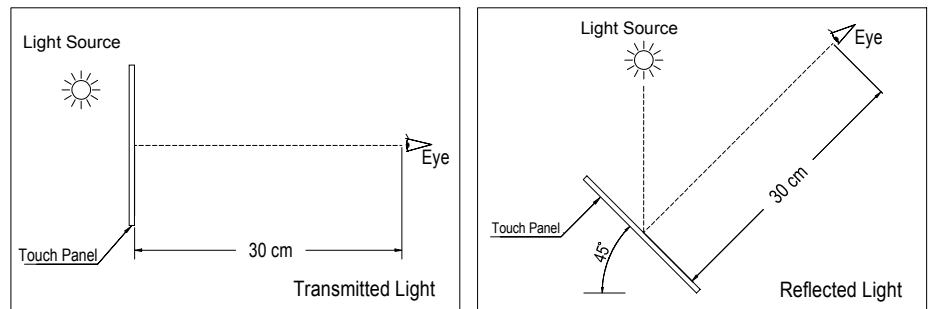 Light Source
Eye
Touch Panel
30 cm
Transmitted Light
Light Source
Eye
30 cm
Touch Panel
45°
Reflected Light